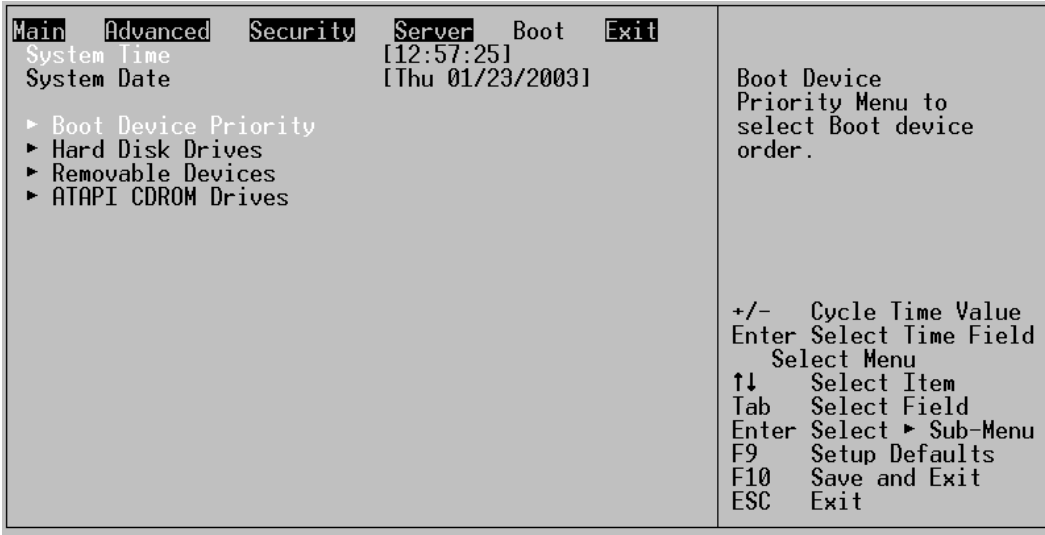 Main Advanced Security Server Boot Exit
System Time [12:57:25]
System Date [Thu 01/23/2003]
► Boot Device Priority
► Hard Disk Drives
► Removable Devices
► ATAPI CDROM Drives
Boot Device
Priority Menu to
select Boot device
order.
+/- Cycle Time Value
Enter Select Time Field
Select Menu
↑↓ Select Item
Tab Select Field
Enter Select ► Sub-Menu
F9 Setup Defaults
F10 Save and Exit
ESC Exit